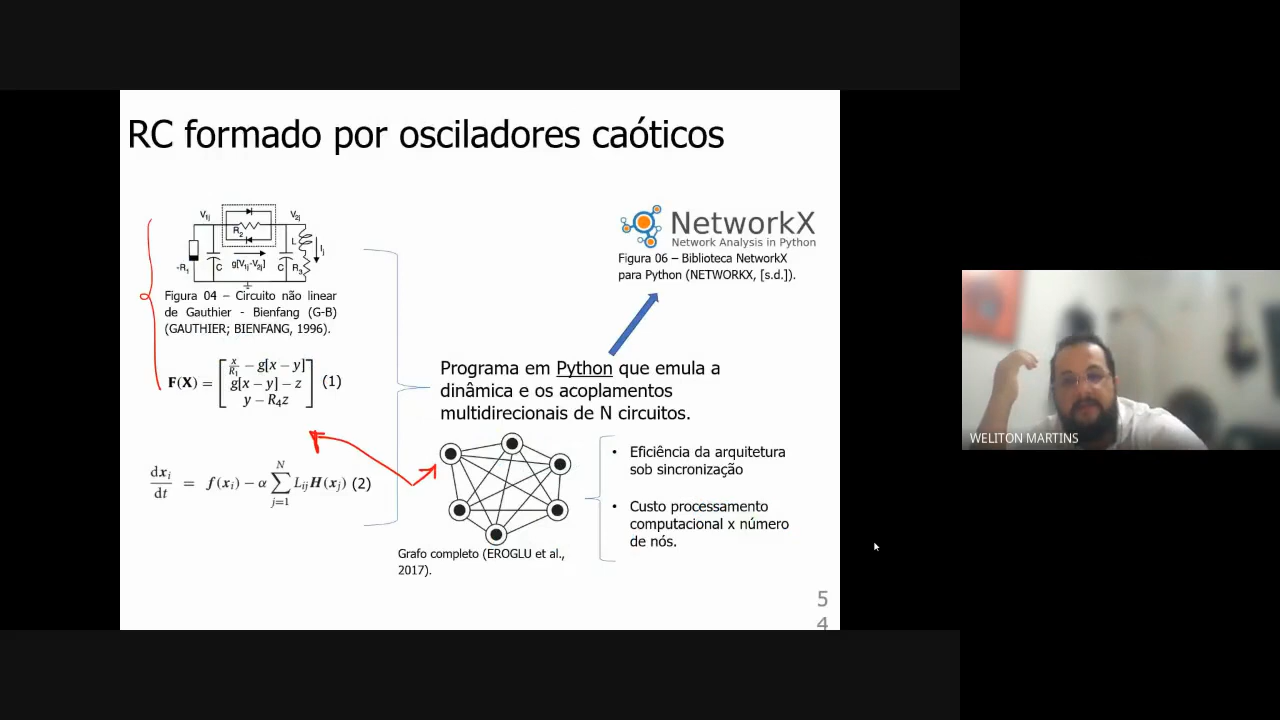 RC formado por osciladores caóticos
V1j
V2j
R2
L
Ij
-R1
C
g[V1j-V2j]
C
R3
Figura 04 – Circuito não linear
de Gauthier - Bienfang (G-B)
(GAUTHIER; BIENFANG, 1996).
F(X) = [ x/R1 − g[x − y]
g[x − y] − z
y − R4z ] (1)
dxi/dt = f(xi) − α ∑ N j=1 LijH(xj) (2)
NetworkX
Network Analysis in Python
Figura 06 – Biblioteca NetworkX
para Python (NETWORKX, [s.d.]).
Programa em Python que emula a
dinâmica e os acoplamentos
multidirecionais de N circuitos.
Grafo completo (EROGLU et al.,
2017).
• Eficiência da arquitetura
sob sincronização
• Custo processamento
computacional x número
de nós.
5
4
WELITON MARTINS